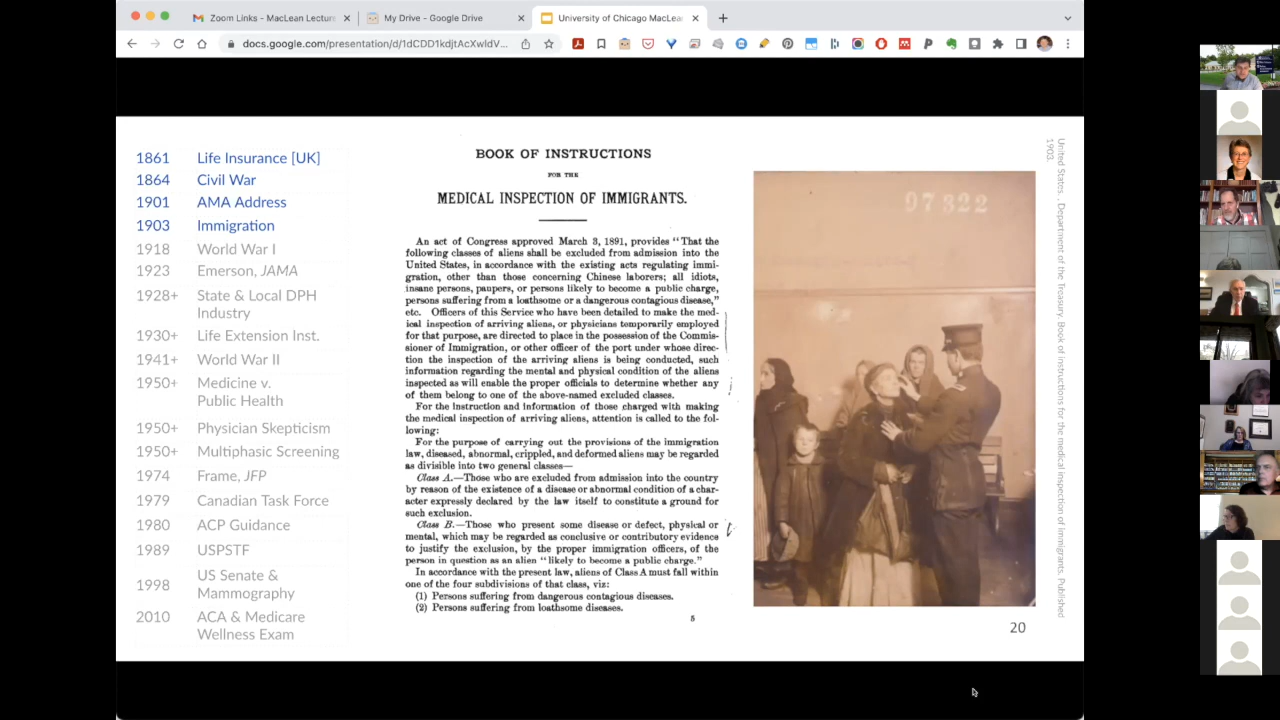 Zoom Links - MacLean Lectur
My Drive - Google Drive
University of Chicago MacLea
docs.google.com/presentation/d/1dCDD1kdjtAcXwldV...
1861 Life Insurance [UK]
1864 Civil War
1901 AMA Address
1903 Immigration
1918 World War I
1923 Emerson, JAMA
1928+ State & Local DPH
Industry
1930+ Life Extension Inst.
1941+ World War II
1950+ Medicine v.
Public Health
1950+ Physician Skepticism
1950+ Multiphasic Screening
1974 Frame, JFP
1979 Canadian Task Force
1980 ACP Guidance
1989 USPSTF
1998 US Senate &
Mammography
2010 ACA & Medicare
Wellness Exam
BOOK OF INSTRUCTIONS
FOR THE
MEDICAL INSPECTION OF IMMIGRANTS.
An act of Congress approved March 3, 1891, provides "That the
following classes of aliens shall be excluded from admission into the
United States, in accordance with the existing acts regulating immi-
gration, other than those concerning Chinese laborers; all idiots,
insane persons, paupers, or persons likely to become a public charge,
persons suffering from a loathsome or a dangerous contagious disease,"
etc. Officers of this Service who have been detailed to make the med-
ical inspection of arriving aliens, or physicians temporarily employed
for that purpose, are directed to place in the possession of the Commis-
sioner of Immigration, or other officer of the port under whose direc-
tion the inspection of the arriving aliens is being conducted, such
information regarding the mental and physical condition of the aliens
inspected as will enable the proper officials to determine whether any
of them belong to one of the above-named excluded classes.
For the instruction and information of those charged with making
the medical inspection of arriving aliens, attention is called to the fol-
lowing:
For the purpose of carrying out the provisions of the immigration
law, diseased, abnormal, crippled, and deformed aliens may be regarded
as divisible into two general classes—
Class A.—Those who are excluded from admission into the country
by reason of the existence of a disease or abnormal condition of a char-
acter expressly declared by the law itself to constitute a ground for
such exclusion.
Class B.—Those who present some disease or defect, physical or
mental, which may be regarded as conclusive or contributory evidence
to justify the exclusion, by the proper immigration officers, of the
person in question as an alien "likely to become a public charge."
In accordance with the present law, aliens of Class A must fall within
one of the four subdivisions of that class, viz:
(1) Persons suffering from dangerous contagious diseases.
(2) Persons suffering from loathsome diseases.
5
07322
United States. . Department of the Treasury. Book of instructions for the medical inspection of immigrants. Published
1903.
20